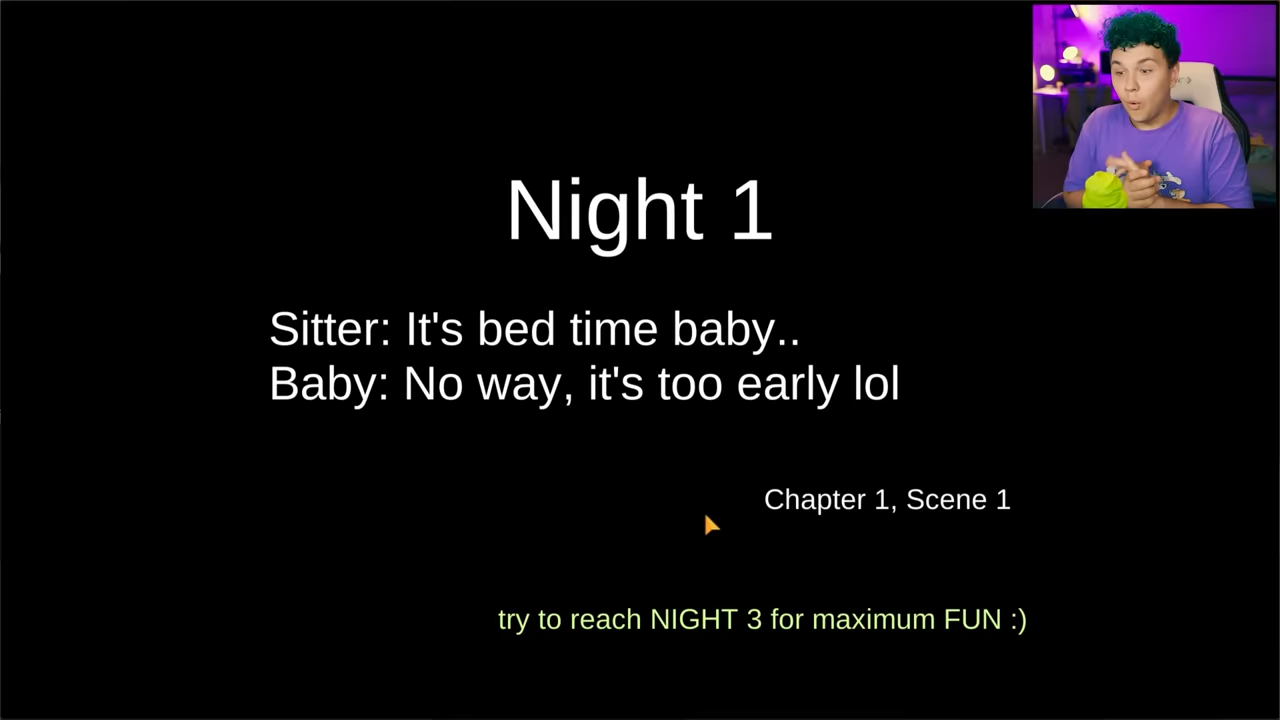 Night 1
Sitter: It's bed time baby..
Baby: No way, it's too early lol
Chapter 1, Scene 1
try to reach NIGHT 3 for maximum FUN :)